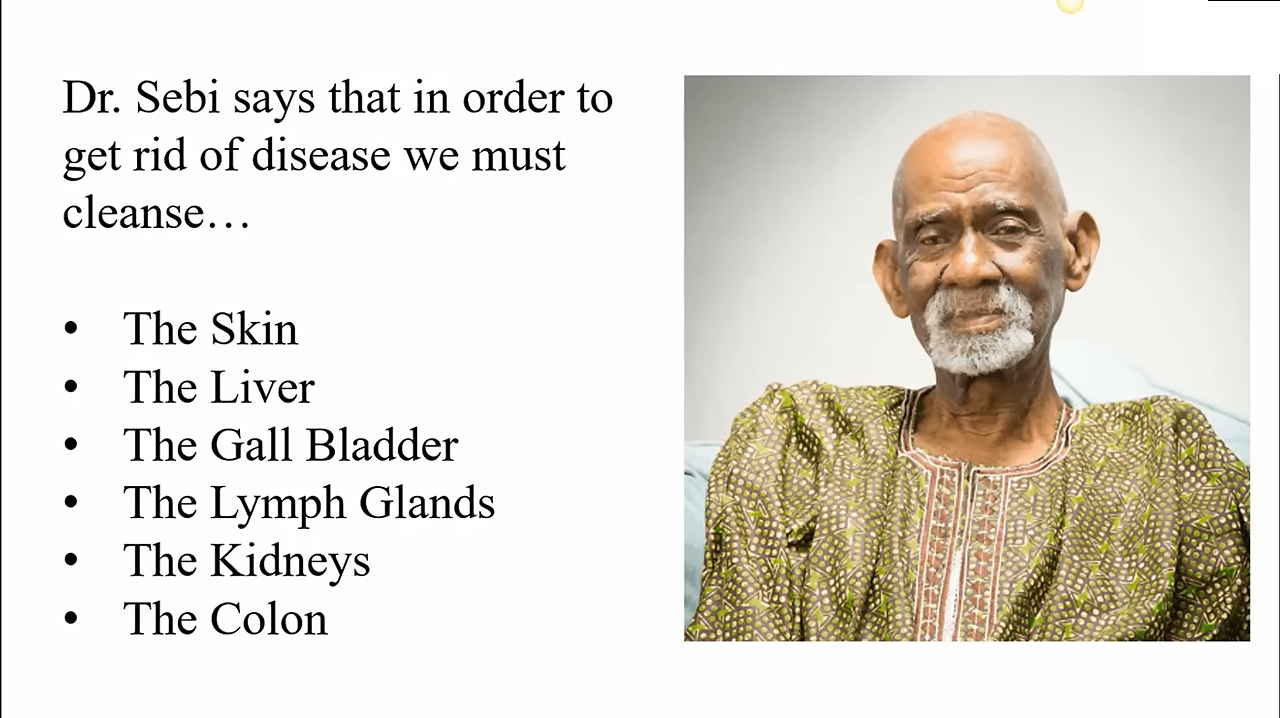 Dr. Sebi says that in order to
get rid of disease we must
cleanse…
• The Skin
• The Liver
• The Gall Bladder
• The Lymph Glands
• The Kidneys
• The Colon